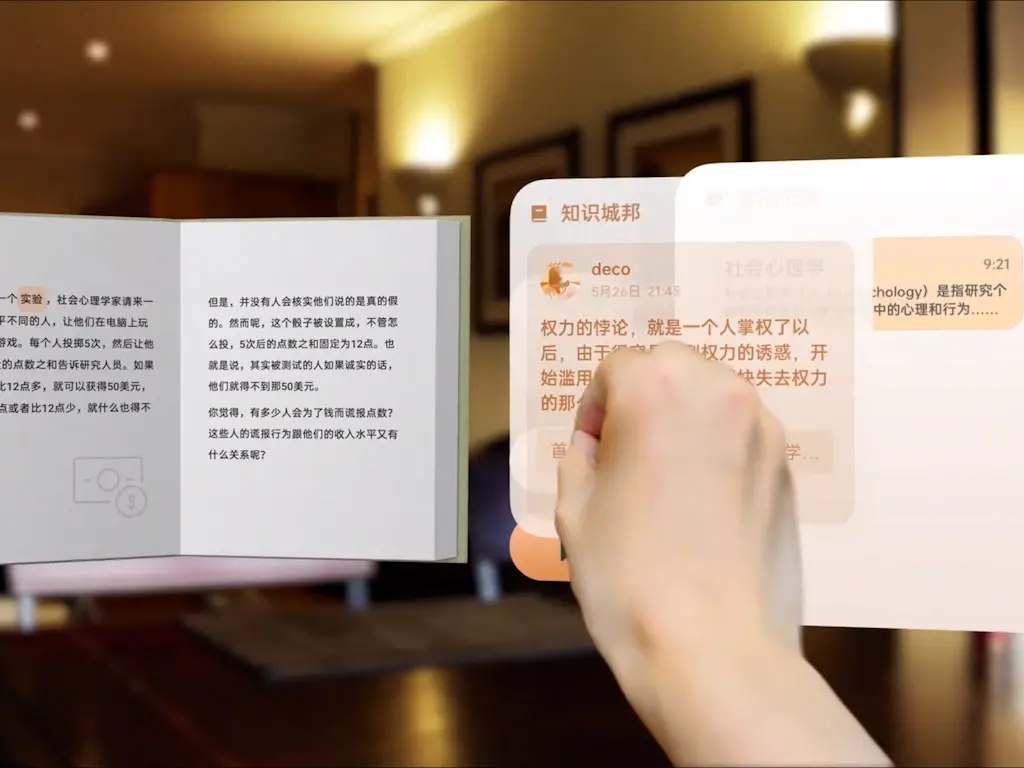 一个实验，社会心理学家请来一
平不同的人，让他们在电脑上玩
游戏。每个人投掷5次，然后让他
的点数之和告诉研究人员。如果
比12点多，就可以获得50美元，
点或者比12点少，就什么也得不
但是，并没有人会核实他们说的是真的假
的。然而呢，这个骰子被设置成，不管怎
么投，5次后的点数之和固定为12点。也
就是说，其实被测试的人如果诚实的话，
他们就得不到那50美元。
你觉得，有多少人会为了钱而谎报点数？
这些人的谎报行为跟他们的收入水平又有
什么关系呢？
知识城邦
deco
5月26日 21:45
权力的悖论，就是一个人掌权了以
后，由于 到权力的诱惑，开
始滥用 快失去权力
的那
首 学...
社会心理学
9:21
chology）是指研究个
中的心理和行为……